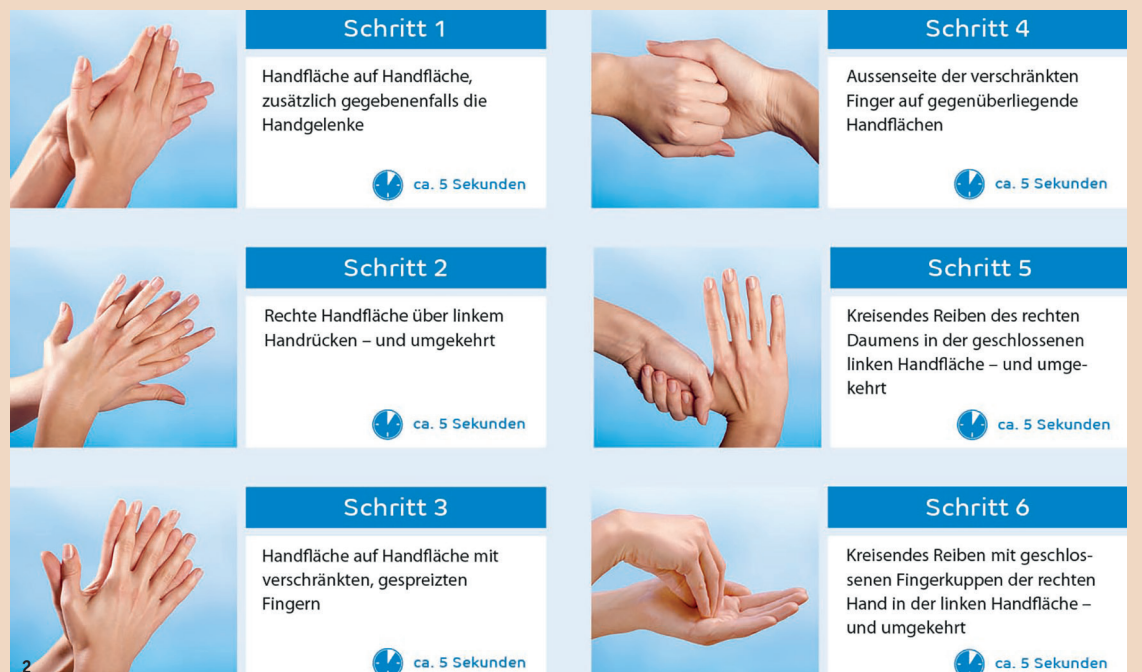 Schritt 1
Handfläche auf Handfläche,
zusätzlich gegebenenfalls die
Handgelenke
ca. 5 Sekunden
Schritt 2
Rechte Handfläche über linkem
Handrücken – und umgekehrt
ca. 5 Sekunden
Schritt 3
Handfläche auf Handfläche mit
verschränkten, gespreizten
Fingern
ca. 5 Sekunden
Schritt 4
Aussenseite der verschränkten
Finger auf gegenüberliegende
Handflächen
ca. 5 Sekunden
Schritt 5
Kreisendes Reiben des rechten
Daumens in der geschlossenen
linken Handfläche – und umge-
kehrt
ca. 5 Sekunden
Schritt 6
Kreisendes Reiben mit geschlos-
senen Fingerkuppen der rechten
Hand in der linken Handfläche –
und umgekehrt
ca. 5 Sekunden
2